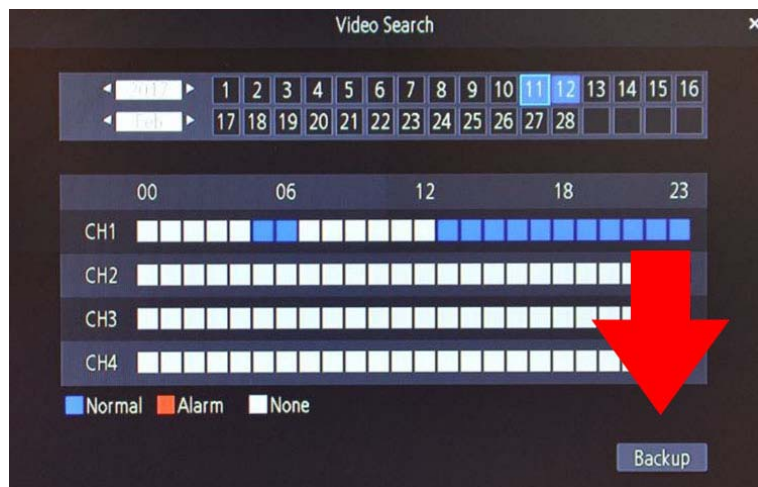 Video Search ×
2017 1 2 3 4 5 6 7 8 9 10 11 12 13 14 15 16
Feb 17 18 19 20 21 22 23 24 25 26 27 28
00 06 12 18 23
CH1
CH2
CH3
CH4
Normal Alarm None
Backup